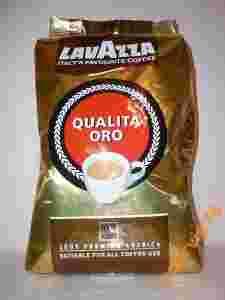 LAVAZZA
ITALY'S FAVOURITE COFFEE
QUALITÀ
ORO
100% PREMIUM ARABICA
SUITABLE FOR ALL COFFEE USE